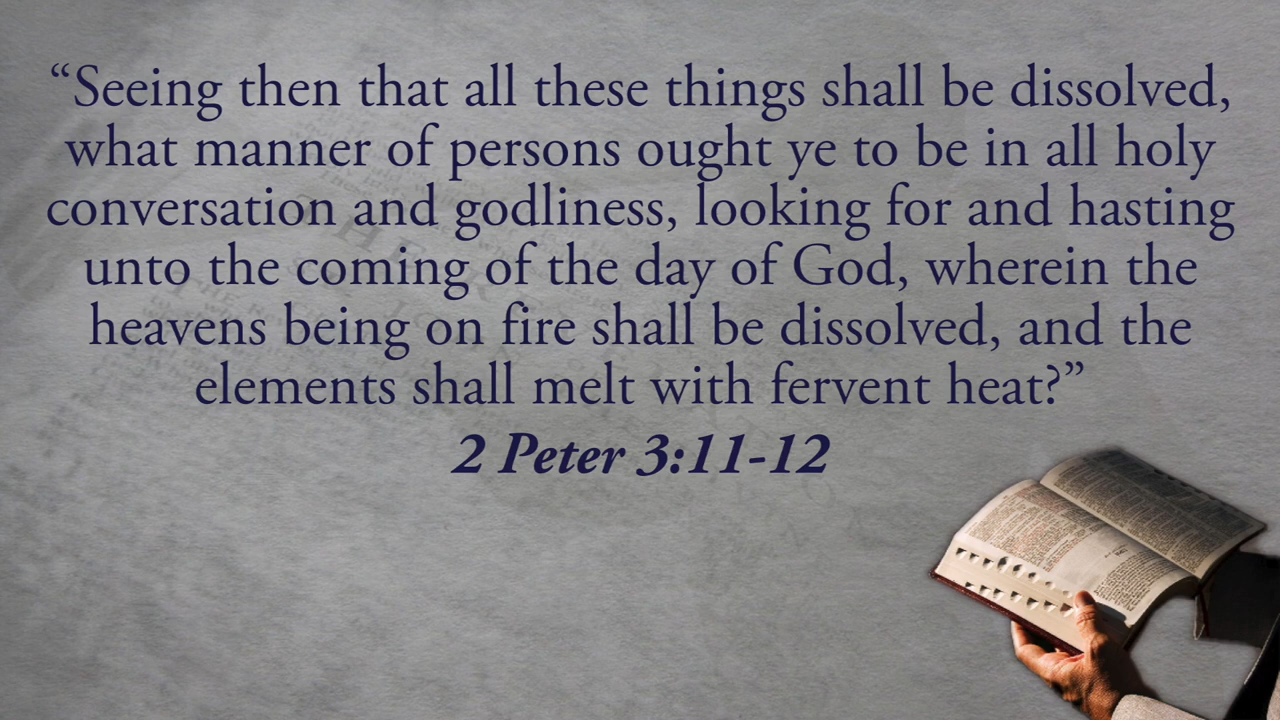 “Seeing then that all these things shall be dissolved,
what manner of persons ought ye to be in all holy
conversation and godliness, looking for and hasting
unto the coming of the day of God, wherein the
heavens being on fire shall be dissolved, and the
elements shall melt with fervent heat?”
2 Peter 3:11-12